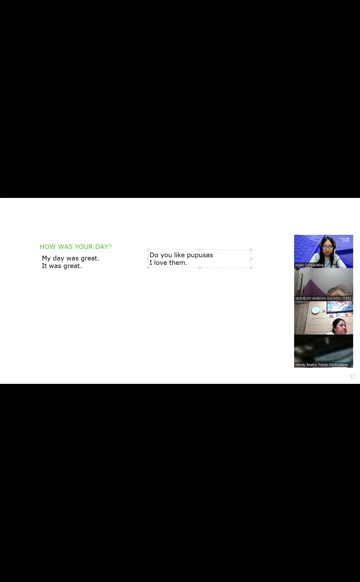 HOW WAS YOUR DAY?
My day was great.
It was great.
Do you like pupusas
I love them.